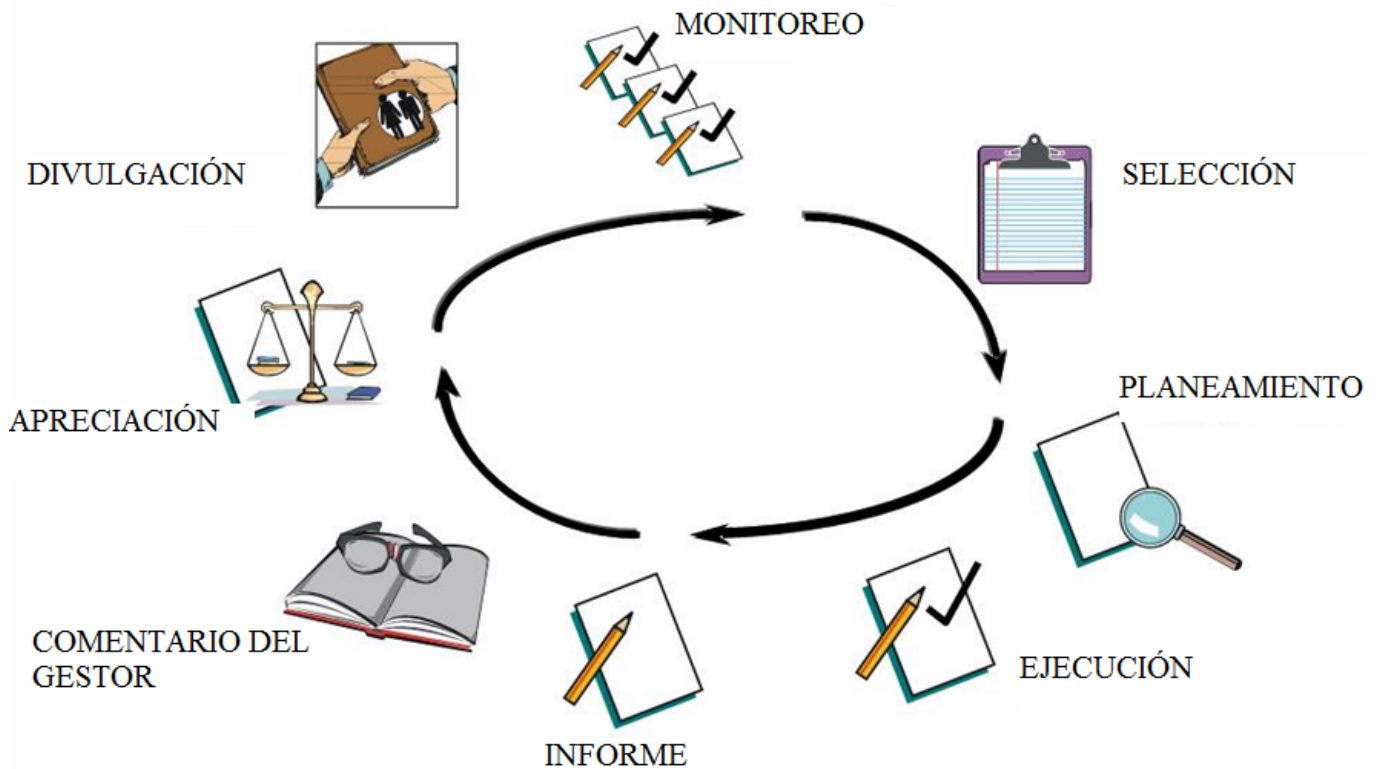 MONITOREO
SELECCIÓN
PLANEAMIENTO
EJECUCIÓN
INFORME
COMENTARIO DEL
GESTOR
APRECIACIÓN
DIVULGACIÓN